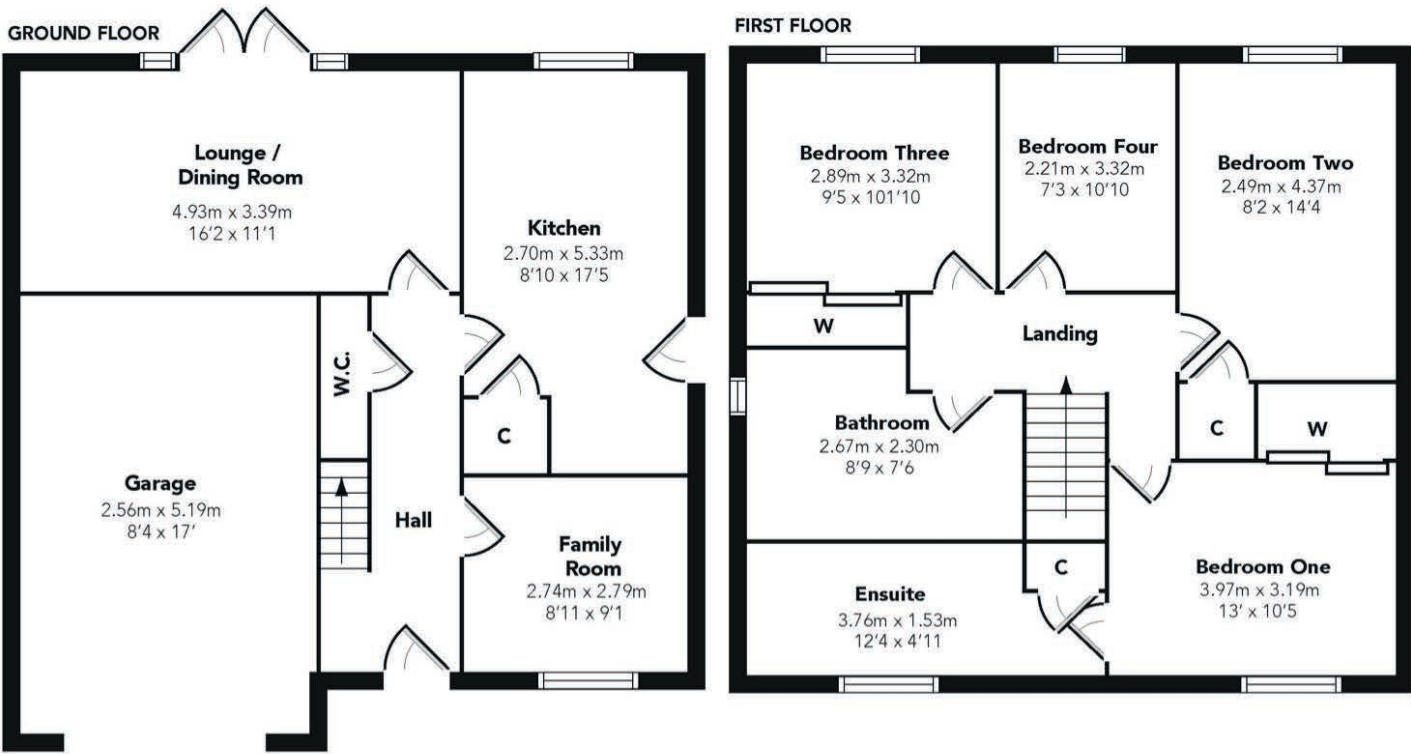 GROUND FLOOR
Lounge /
Dining Room
4.93m x 3.39m
16'2 x 11'1
Kitchen
2.70m x 5.33m
8'10 x 17'5
W.C.
C
Garage
2.56m x 5.19m
8'4 x 17'
Hall
Family
Room
2.74m x 2.79m
8'11 x 9'1
FIRST FLOOR
Bedroom Three
2.89m x 3.32m
9'5 x 101'10
Bedroom Four
2.21m x 3.32m
7'3 x 10'10
Bedroom Two
2.49m x 4.37m
8'2 x 14'4
W
Landing
Bathroom
2.67m x 2.30m
8'9 x 7'6
C
W
Ensuite
3.76m x 1.53m
12'4 x 4'11
C
Bedroom One
3.97m x 3.19m
13' x 10'5